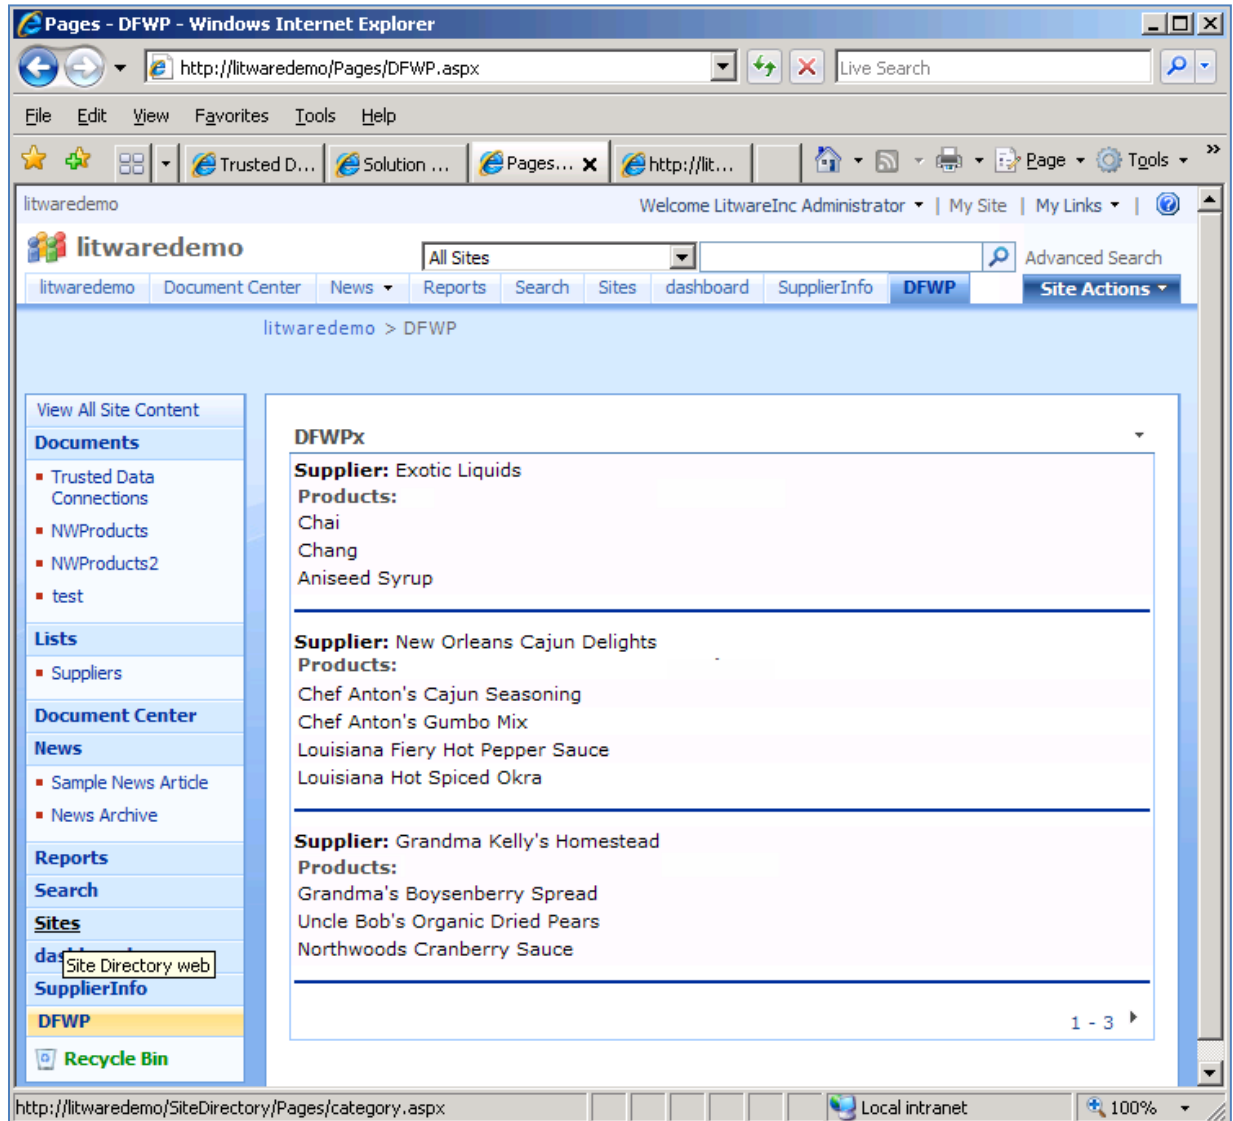 Pages - DFWP - Windows Internet Explorer
http://litwaredemo/Pages/DFWP.aspx
Live Search
File Edit View Favorites Tools Help
Trusted D... Solution ... Pages... http://lit... Page Tools
litwaredemo Welcome LitwareInc Administrator | My Site | My Links |
litwaredemo All Sites Advanced Search
litwaredemo Document Center News Reports Search Sites dashboard SupplierInfo DFWP Site Actions
litwaredemo > DFWP
View All Site Content
Documents
Trusted Data
Connections
NWProducts
NWProducts2
test
Lists
Suppliers
Document Center
News
Sample News Article
News Archive
Reports
Search
Sites
Site Directory web
SupplierInfo
DFWP
Recycle Bin
DFWPx
Supplier: Exotic Liquids
Products:
Chai
Chang
Aniseed Syrup
Supplier: New Orleans Cajun Delights
Products:
Chef Anton's Cajun Seasoning
Chef Anton's Gumbo Mix
Louisiana Fiery Hot Pepper Sauce
Louisiana Hot Spiced Okra
Supplier: Grandma Kelly's Homestead
Products:
Grandma's Boysenberry Spread
Uncle Bob's Organic Dried Pears
Northwoods Cranberry Sauce
1 - 3
http://litwaredemo/SiteDirectory/Pages/category.aspx Local intranet 100%